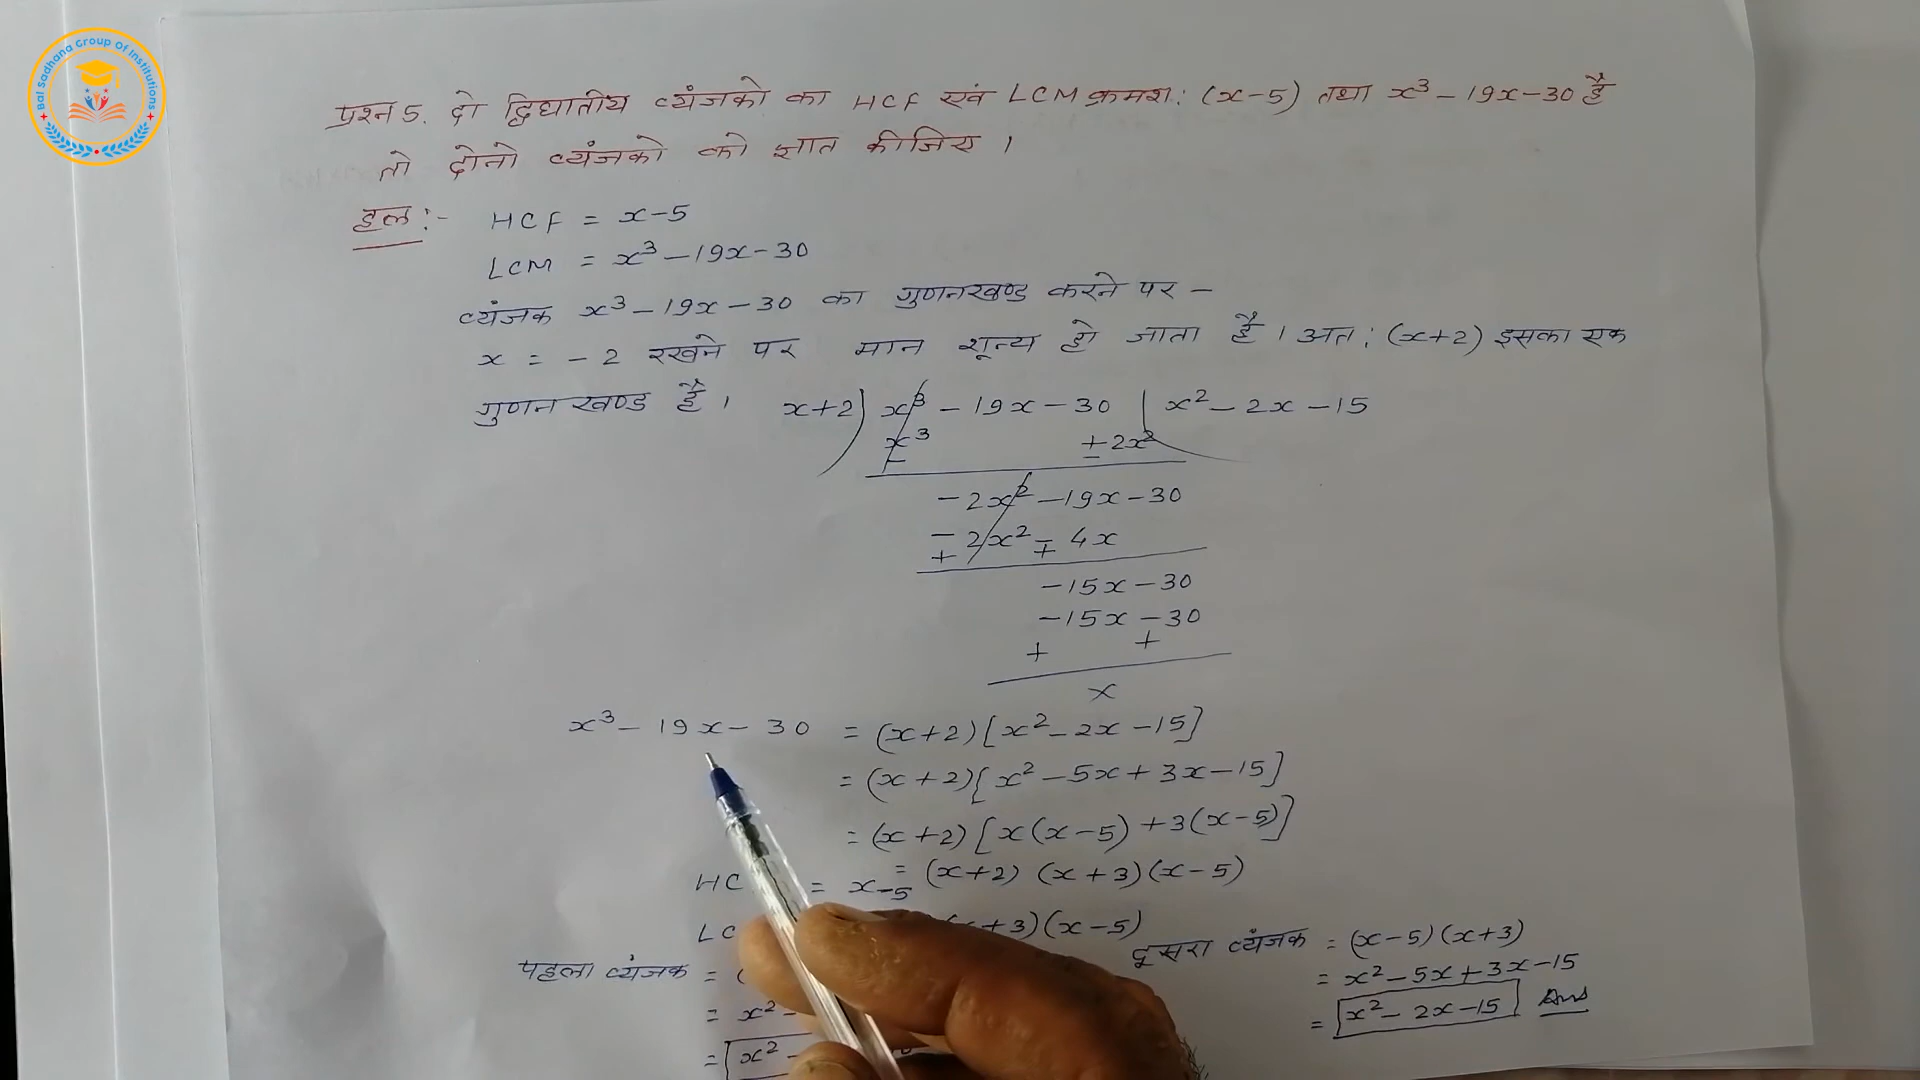 Bal Sadhana Group Of Institutions
प्रश्न 5. दो द्विघातीय व्यंजको का HCF एवं LCM क्रमश: (x-5) तथा x³ - 19x - 30 है
तो दोनो व्यंजको को ज्ञात कीजिए ।
हल :- HCF = x-5
LCM = x³ - 19x - 30
व्यंजक x³ - 19x - 30 का गुणनखण्ड करने पर -
x = -2 रखने पर मान शून्य हो जाता है । अत: (x+2) इसका एक
गुणनखण्ड है । x+2) x³ - 19x - 30 ( x² - 2x - 15
x³ + 2x²
- -
- 2x² - 19x - 30
- 2x² - 4x
+ +
- 15x - 30
- 15x - 30
+ +
x
x³ - 19x - 30 = (x+2) [x² - 2x - 15]
= (x+2) [x² - 5x + 3x - 15]
= (x+2) [x(x-5) + 3(x-5)]
= (x+2) (x+3) (x-5)
HC = x-5
LC +3) (x-5)
पहला व्यंजक = (
= x² -
= x² -
दूसरा व्यंजक = (x-5) (x+3)
= x² - 5x + 3x - 15
= x² - 2x - 15 Ans